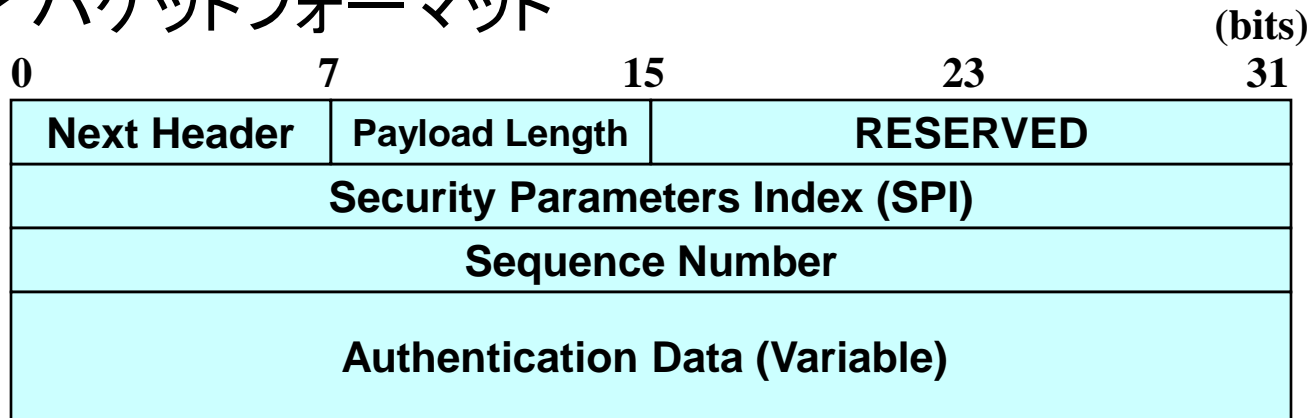 パケットフォーマット
(bits)
0 7 15 23 31
Next Header Payload Length RESERVED
Security Parameters Index (SPI)
Sequence Number
Authentication Data (Variable)